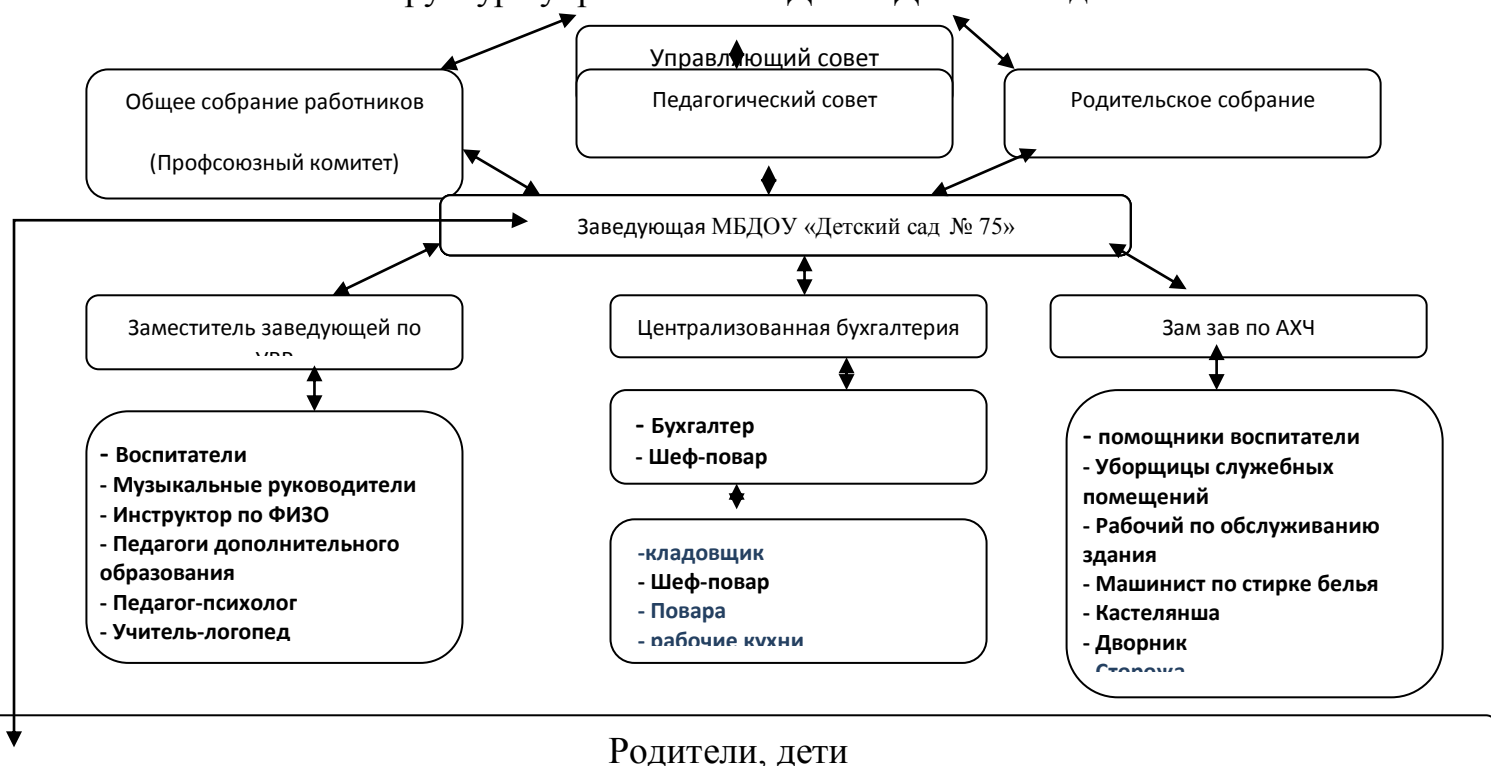 Управляющий совет
Общее собрание работников
(Профсоюзный комитет)
Педагогический совет
Родительское собрание
Заведующая МБДОУ «Детский сад № 75»
Заместитель заведующей по
Централизованная бухгалтерия
Зам зав по АХЧ
- Воспитатели
- Музыкальные руководители
- Инструктор по ФИЗО
- Педагоги дополнительного
образования
- Педагог-психолог
- Учитель-логопед
- Бухгалтер
- Шеф-повар
-кладовщик
- Шеф-повар
- Повара
- рабочие кухни
- помощники воспитатели
- Уборщицы служебных
помещений
- Рабочий по обслуживанию
здания
- Машинист по стирке белья
- Кастелянша
- Дворник
- Сторожа
Родители, дети